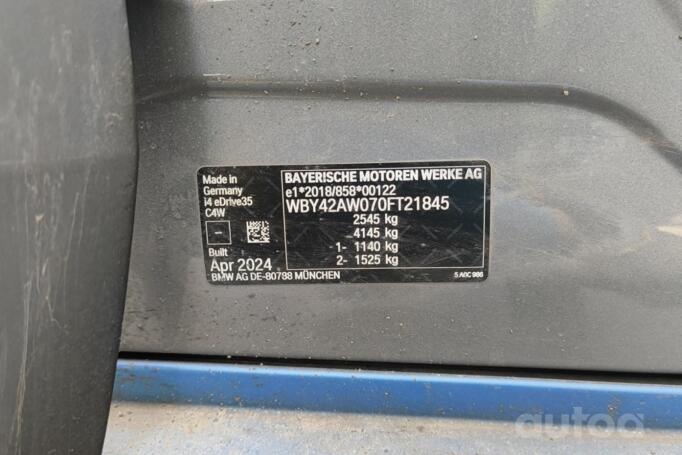 Made in
Germany
i4 eDrive35
C4W
-
Built
Apr 2024
BMW AG DE-80788 MÜNCHEN
BAYERISCHE MOTOREN WERKE AG
e1*2018/858*00122
WBY42AW070FT21845
2545 kg
4145 kg
1- 1140 kg
2- 1525 kg
5 A0C 986
autoa